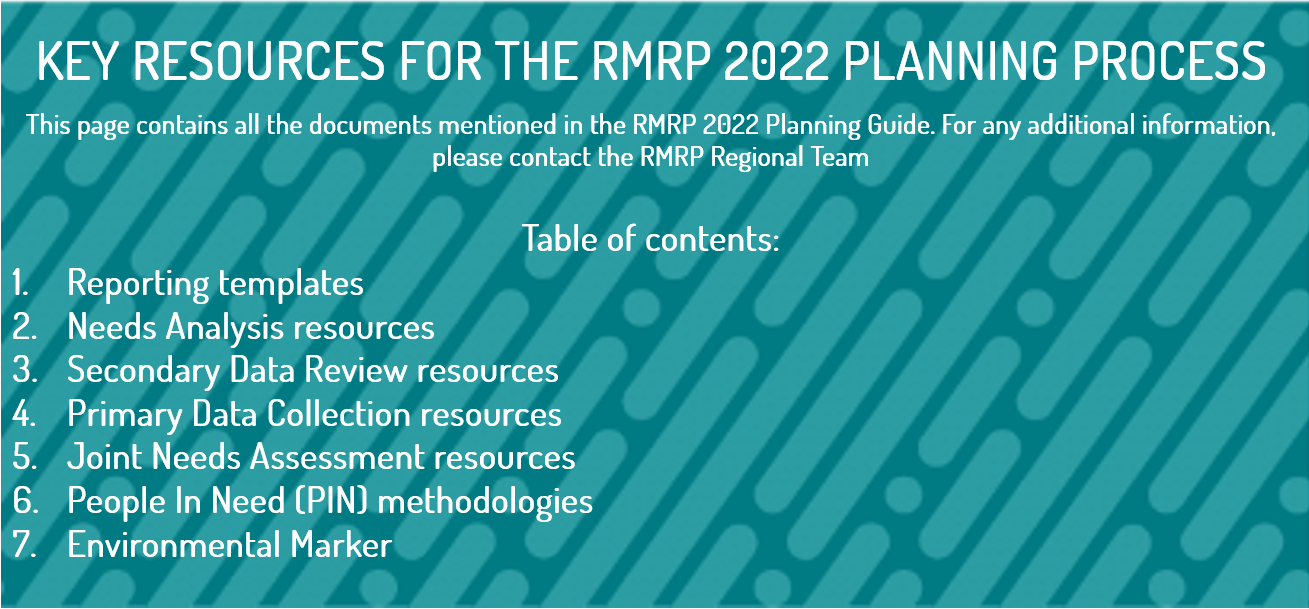 KEY RESOURCES FOR THE RMRP 2022 PLANNING PROCESS
This page contains all the documents mentioned in the RMRP 2022 Planning Guide. For any additional information,
please contact the RMRP Regional Team
Table of contents:
1. Reporting templates
2. Needs Analysis resources
3. Secondary Data Review resources
4. Primary Data Collection resources
5. Joint Needs Assessment resources
6. People In Need (PIN) methodologies
7. Environmental Marker